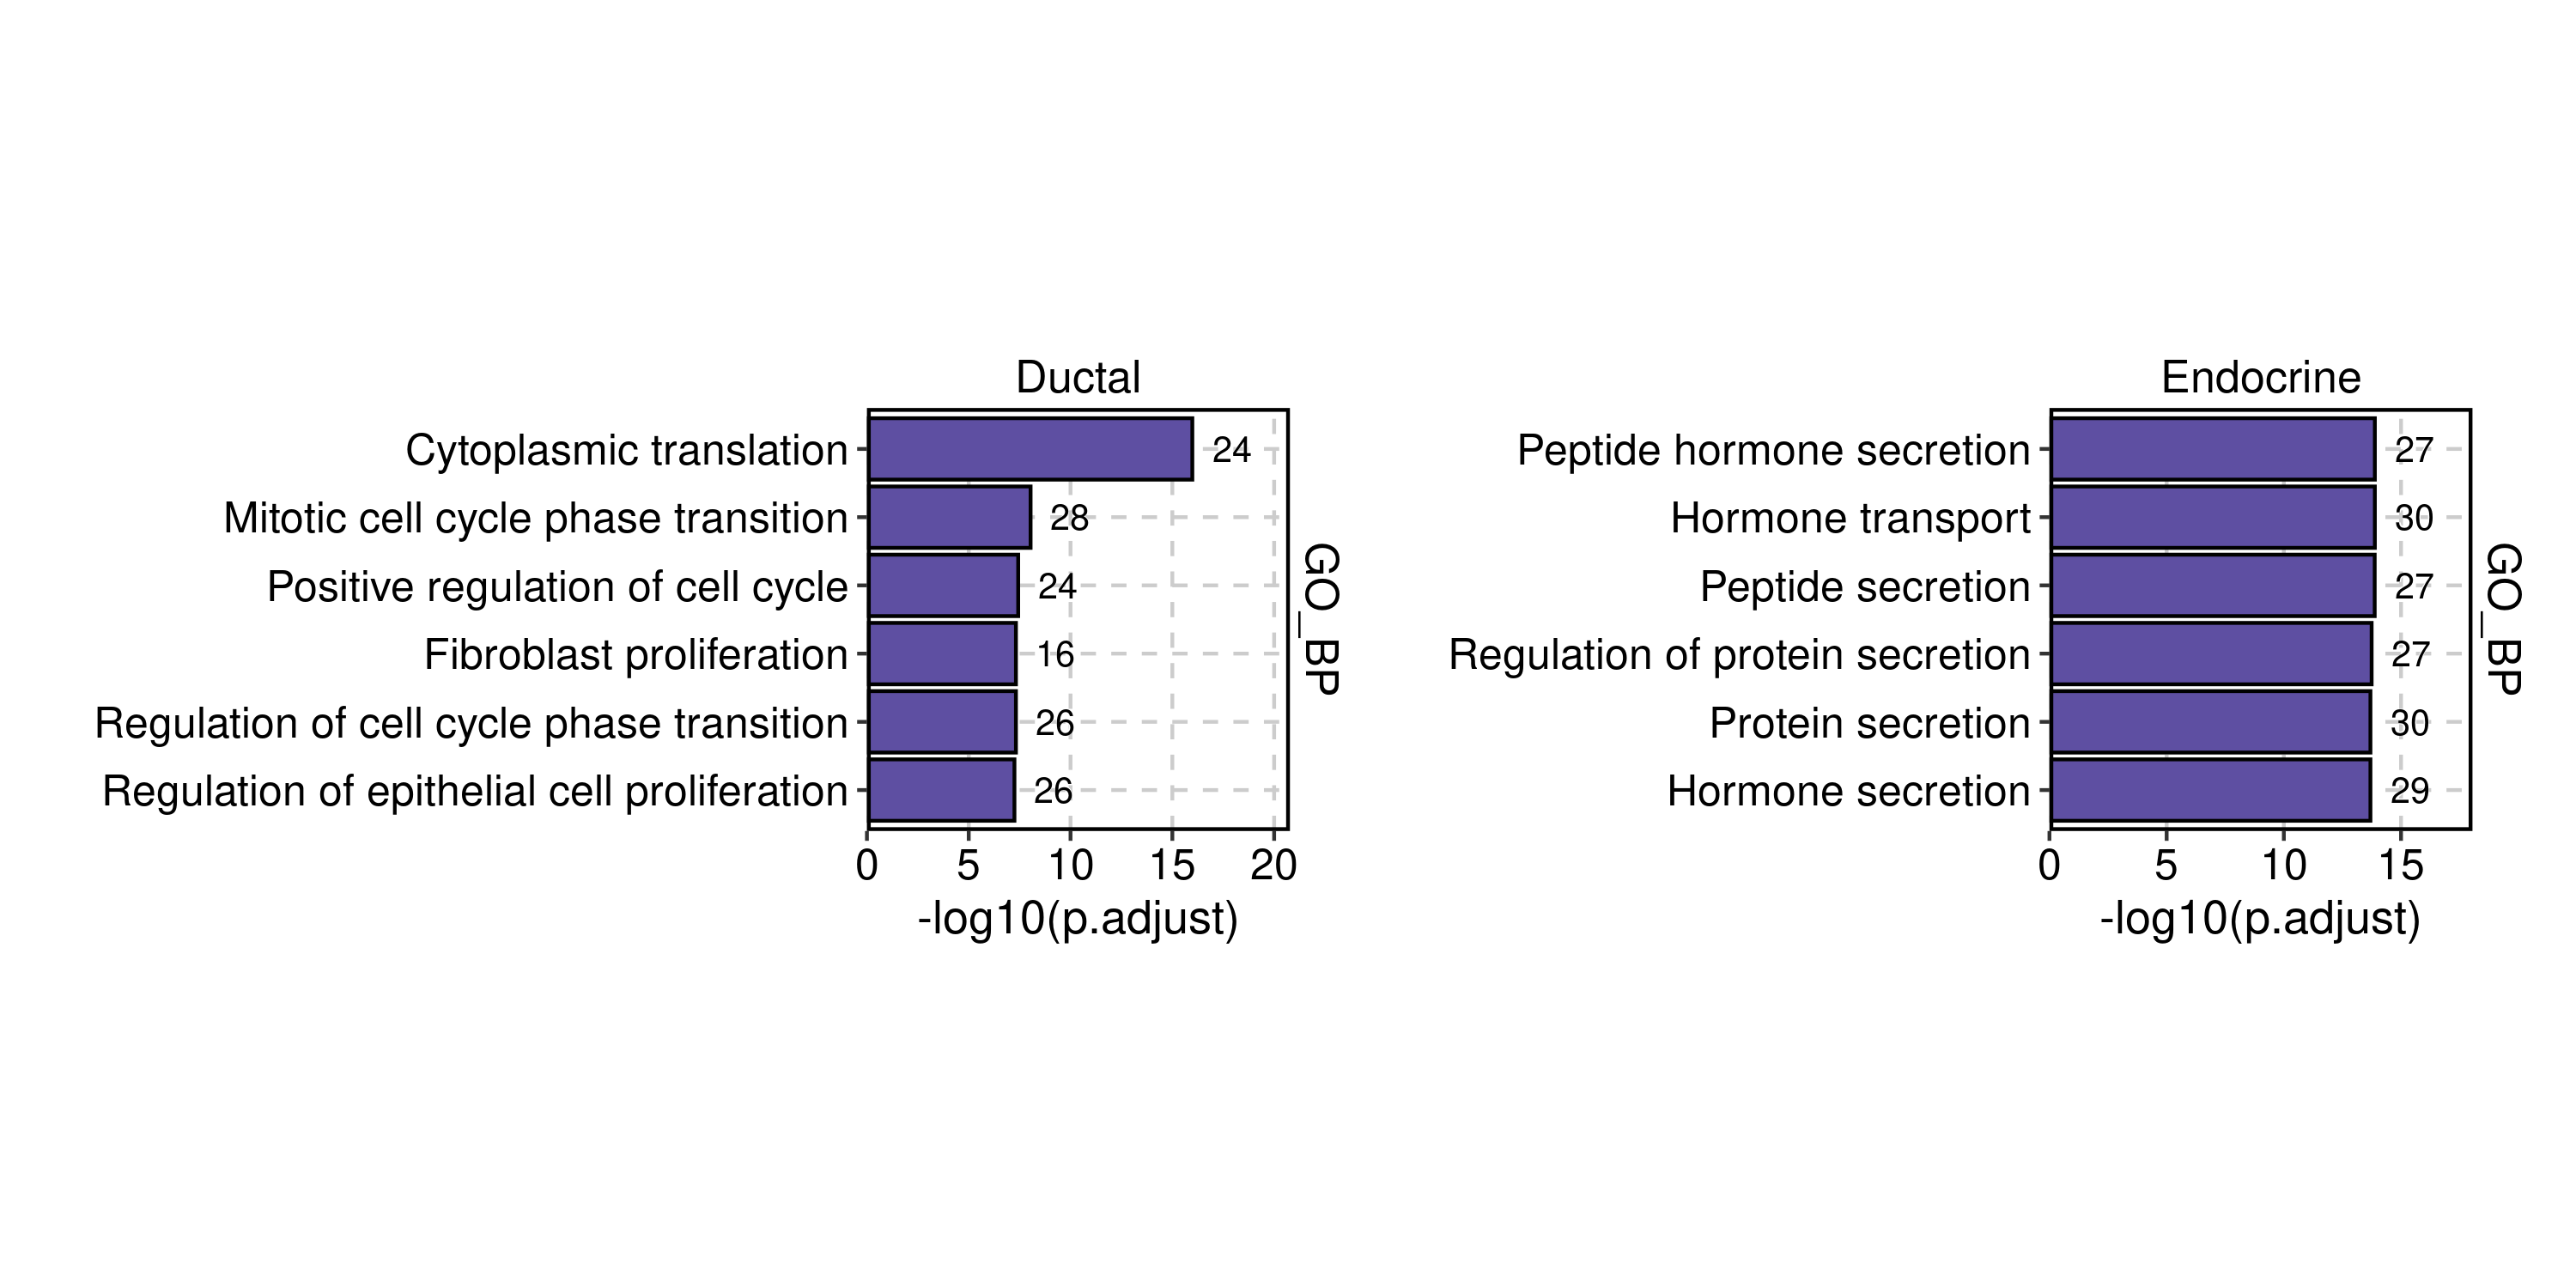 Ductal
Cytoplasmic translation 24
Mitotic cell cycle phase transition 28
Positive regulation of cell cycle 24
Fibroblast proliferation 16
Regulation of cell cycle phase transition 26
Regulation of epithelial cell proliferation 26
0 5 10 15 20
-log10(p.adjust)
GO_BP
Endocrine
Peptide hormone secretion 27
Hormone transport 30
Peptide secretion 27
Regulation of protein secretion 27
Protein secretion 30
Hormone secretion 29
0 5 10 15
-log10(p.adjust)
GO_BP